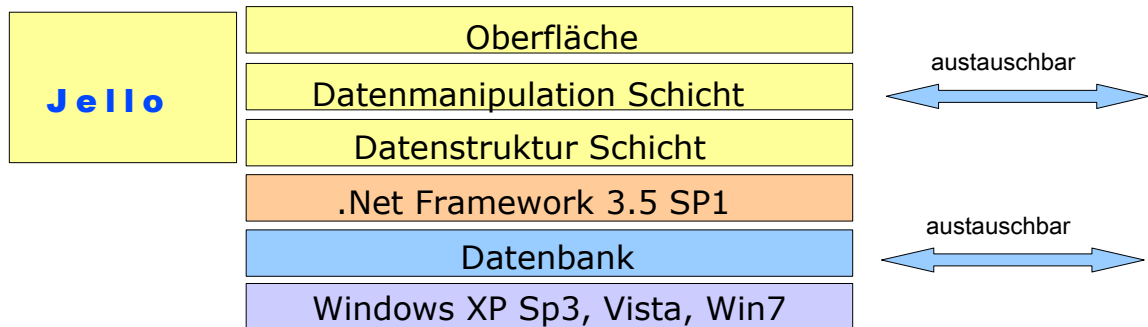 Oberfläche
austauschbar
Jello
Datenmanipulation Schicht
Datenstruktur Schicht
.Net Framework 3.5 SP1
austauschbar
Datenbank
Windows XP Sp3, Vista, Win7